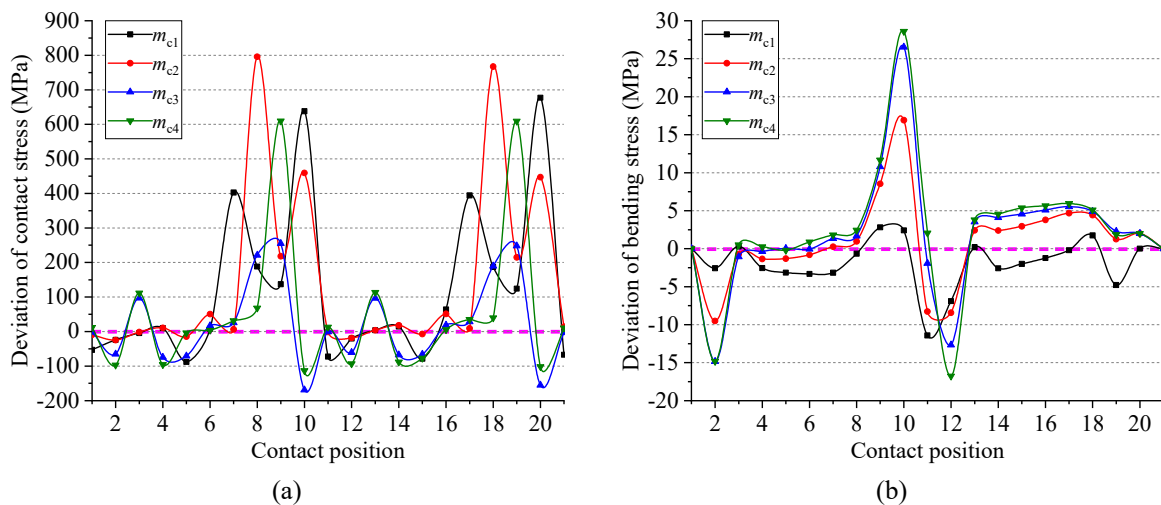 900
800
700
600
500
400
300
200
100
0
-100
-200
Deviation of contact stress (MPa)
mc1
mc2
mc3
mc4
2 4 6 8 10 12 14 16 18 20
Contact position
(a)
30
25
20
15
10
5
0
-5
-10
-15
-20
Deviation of bending stress (MPa)
mc1
mc2
mc3
mc4
2 4 6 8 10 12 14 16 18 20
Contact position
(b)